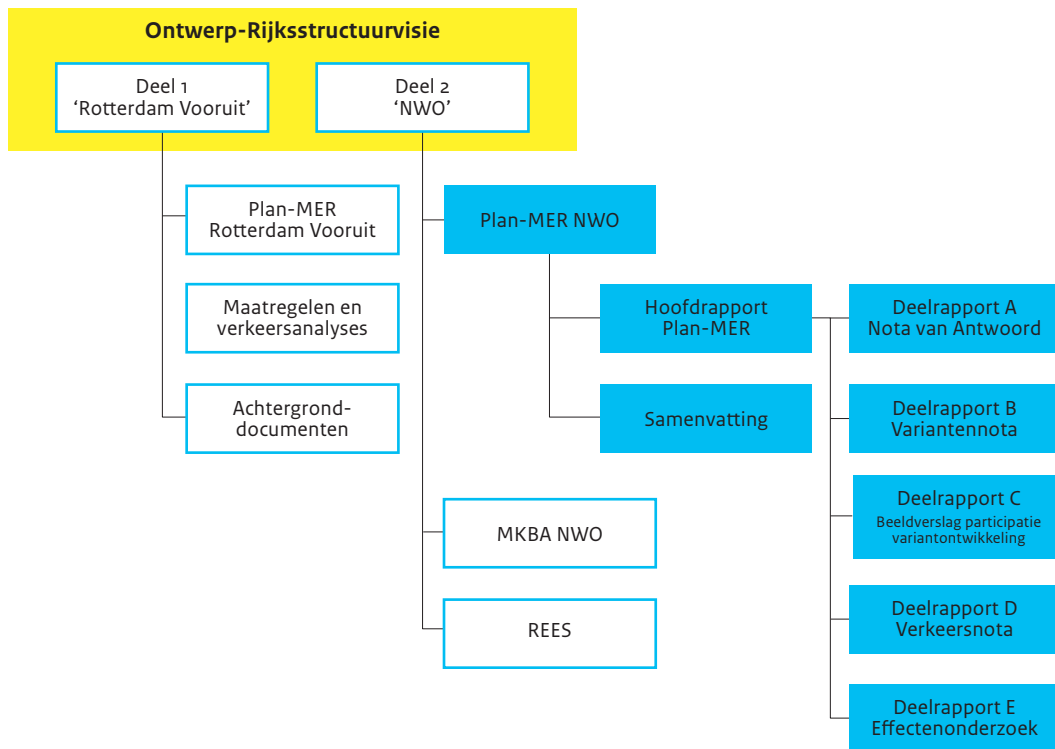 Ontwerp-Rijksstructuurvisie
Deel 1
‘Rotterdam Vooruit’
Deel 2
‘NWO’
Plan-MER
Rotterdam Vooruit
Maatregelen en
verkeersanalyses
Achtergrond-
documenten
Plan-MER NWO
Hoofdrapport
Plan-MER
Samenvatting
MKBA NWO
REES
Deelrapport A
Nota van Antwoord
Deelrapport B
Variantennota
Deelrapport C
Beeldverslag participatie
variantontwikkeling
Deelrapport D
Verkeersnota
Deelrapport E
Effectenonderzoek